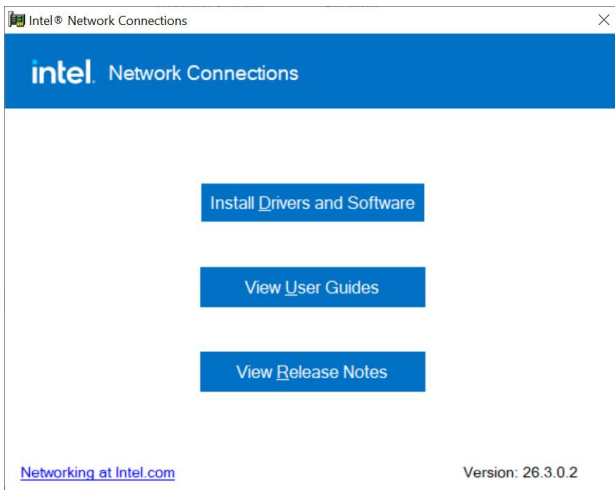 Intel® Network Connections
intel. Network Connections
Install Drivers and Software
View User Guides
View Release Notes
Networking at Intel.com
Version: 26.3.0.2